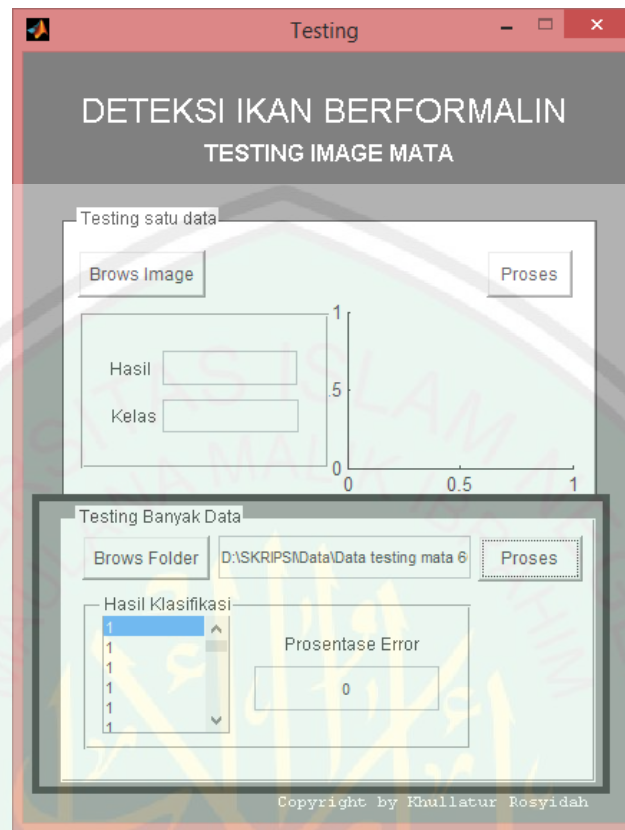 Testing
DETEKSI IKAN BERFORMALIN
TESTING IMAGE MATA
Testing satu data
Brows Image
Proses
Hasil
Kelas
1
.5
0
0 0.5 1
Testing Banyak Data
Brows Folder
D:\SKRIPSI\Data\Data testing mata 6
Proses
Hasil Klasifikasi
1
1
1
1
1
1
Prosentase Error
0
Copyright by Khullatur Rosyidah